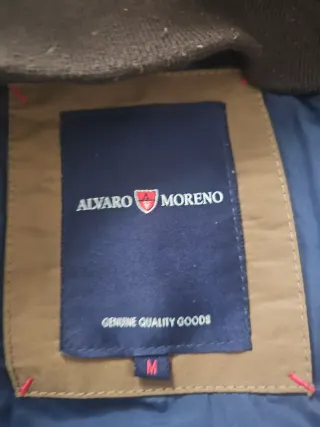 ALVARO MORENO
GENUINE QUALITY GOODS
M